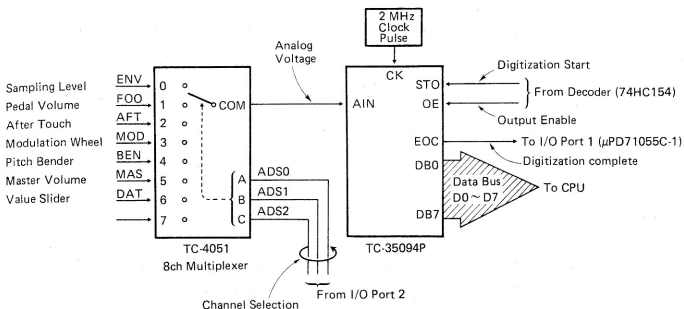 2 MHz
Clock
Pulse
Analog
Voltage
Digitization Start
CK
STO
From Decoder (74HC154)
OE
Output Enable
AIN
EOC
To I/O Port 1 (μPD71055C-1)
Digitization complete
DB0
Data Bus
D0~D7
To CPU
DB7
TC-35094P
Sampling Level
ENV
0
Pedal Volume
FOO
1
COM
After Touch
AFT
2
Modulation Wheel
MOD
3
Pitch Bender
BEN
4
Master Volume
MAS
5
A
ADS0
Value Slider
DAT
6
B
ADS1
7
C
ADS2
TC-4051
8ch Multiplexer
From I/O Port 2
Channel Selection